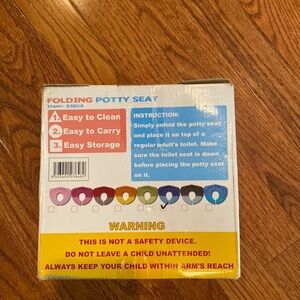 FOLDING POTTY SEAT
Item: 81804
1. Easy to Clean
2. Easy to Carry
3. Easy Storage
INSTRUCTION:
Simply unfold the potty seat
and place it on top of a
regular adult's toilet. Make
sure the toilet seat is down
before placing the potty seat
on it.
WARNING
THIS IS NOT A SAFETY DEVICE.
DO NOT LEAVE A CHILD UNATTENDED!
ALWAYS KEEP YOUR CHILD WITHIN ARM'S REACH